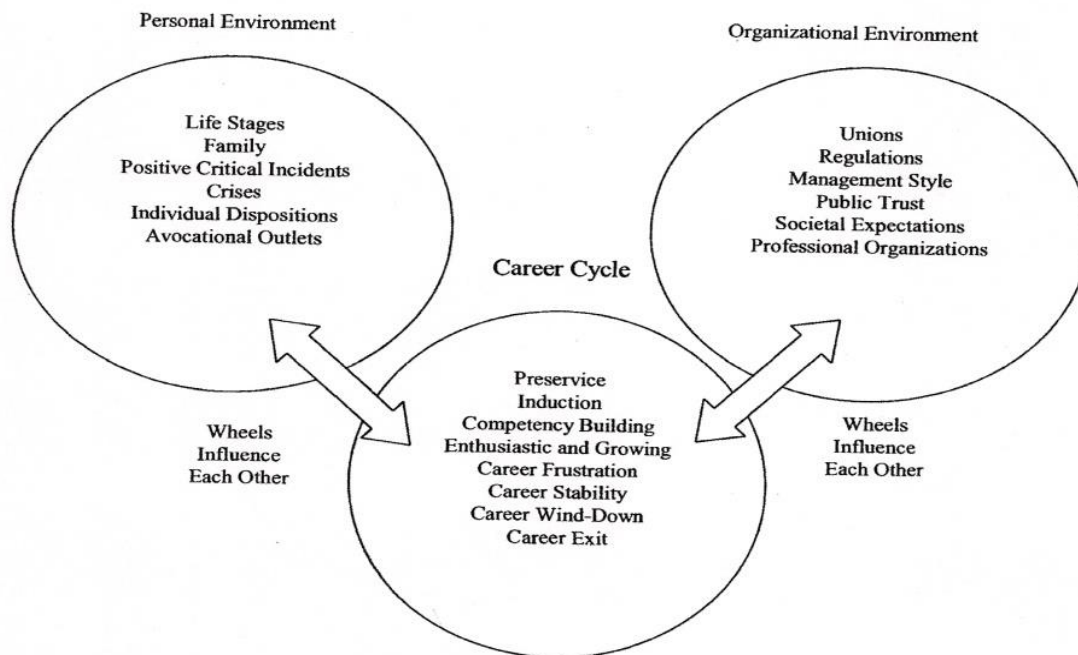 Personal Environment
Organizational Environment
Life Stages
Family
Positive Critical Incidents
Crises
Individual Dispositions
Avocational Outlets
Unions
Regulations
Management Style
Public Trust
Societal Expectations
Professional Organizations
Career Cycle
Preservice
Induction
Competency Building
Enthusiastic and Growing
Career Frustration
Career Stability
Career Wind-Down
Career Exit
Wheels
Influence
Each Other
Wheels
Influence
Each Other